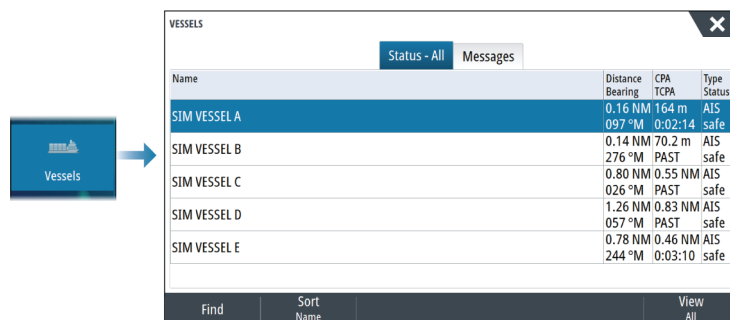 VESSELS
Status - All Messages
Name Distance CPA Type
Bearing TCPA Status
SIM VESSEL A 0.16 NM 164 m AIS
097 °M 0:02:14 safe
SIM VESSEL B 0.14 NM 70.2 m AIS
276 °M PAST safe
SIM VESSEL C 0.80 NM 0.55 NM AIS
026 °M PAST safe
SIM VESSEL D 1.26 NM 0.83 NM AIS
057 °M PAST safe
SIM VESSEL E 0.78 NM 0.46 NM AIS
244 °M 0:03:10 safe
Vessels
Find Sort View
Name All